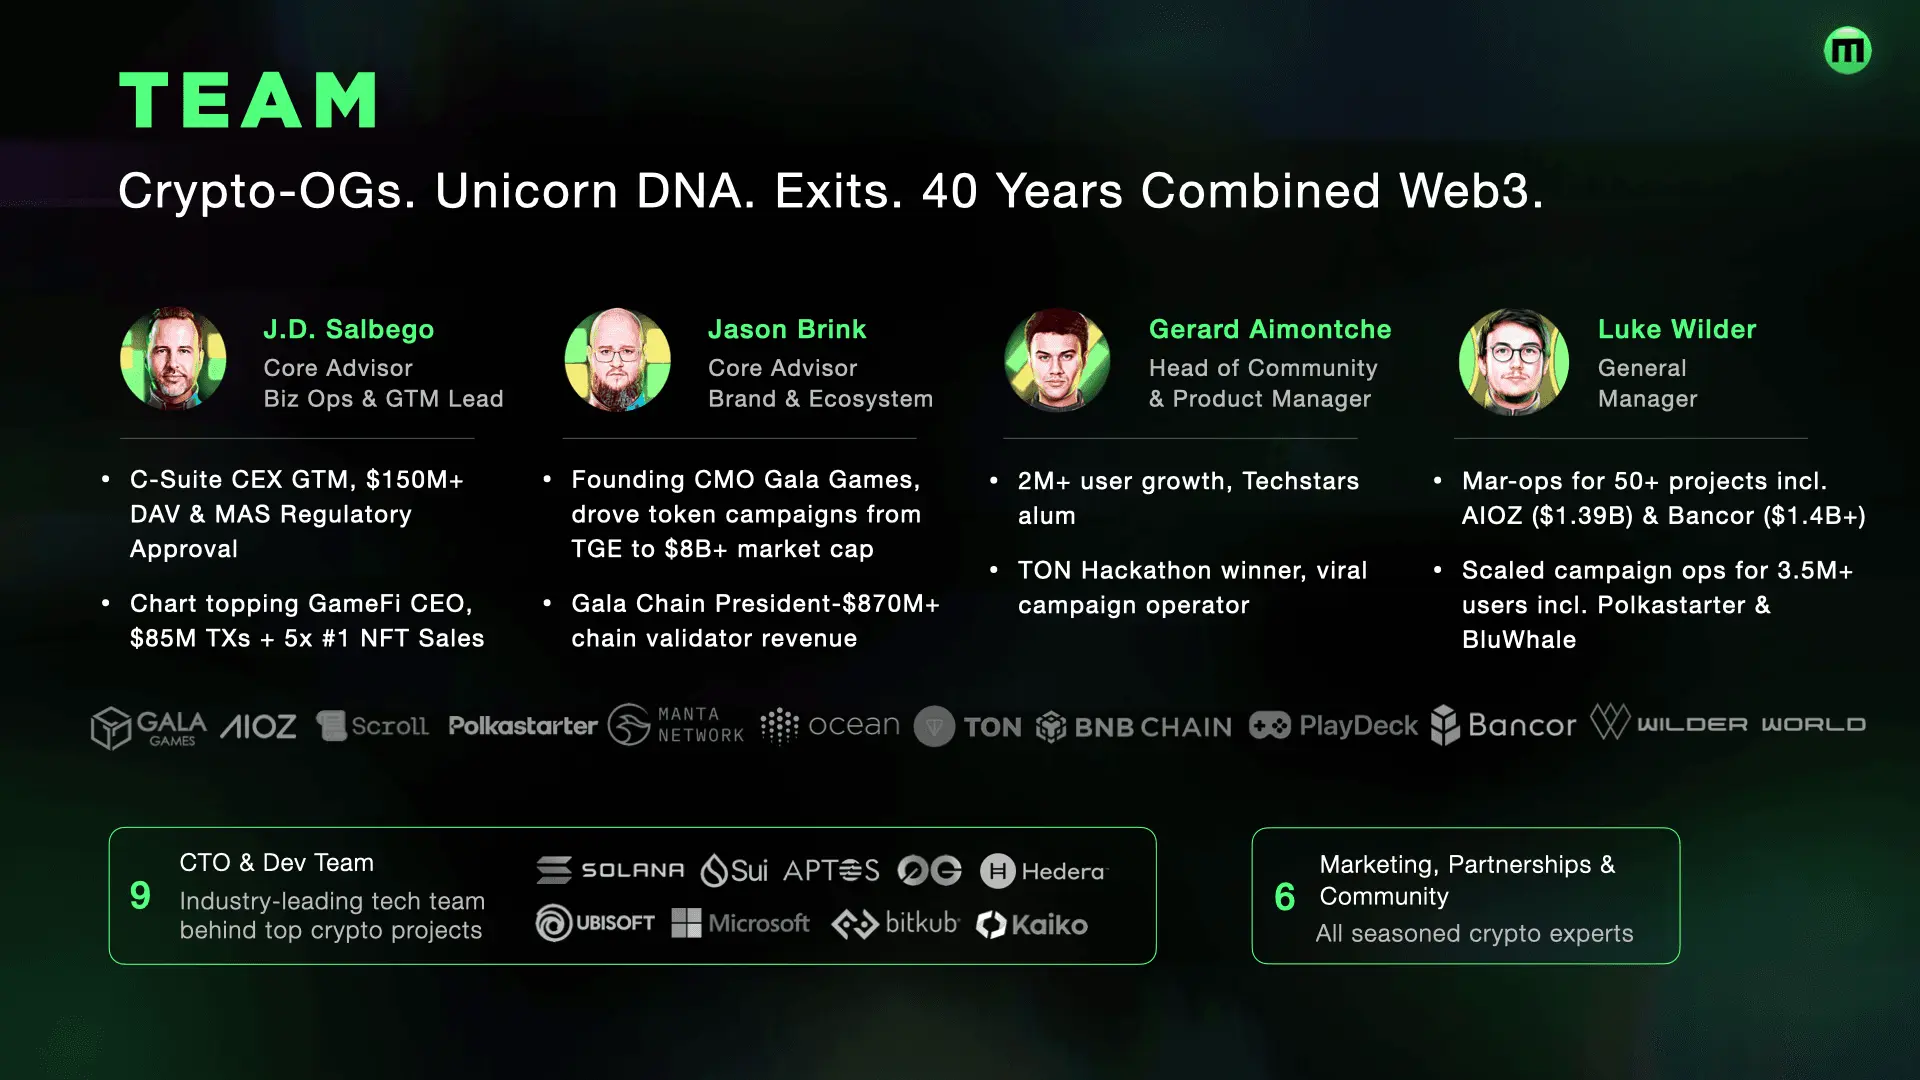 m
TEAM
Crypto-OGs. Unicorn DNA. Exits. 40 Years Combined Web3.
J.D. Salbego
Core Advisor
Biz Ops & GTM Lead
• C-Suite CEX GTM, $150M+
DAV & MAS Regulatory
Approval
• Chart topping GameFi CEO,
$85M TXs + 5x #1 NFT Sales
Jason Brink
Core Advisor
Brand & Ecosystem
• Founding CMO Gala Games,
drove token campaigns from
TGE to $8B+ market cap
• Gala Chain President-$870M+
chain validator revenue
Gerard Aimontche
Head of Community
& Product Manager
• 2M+ user growth, Techstars
alum
• TON Hackathon winner, viral
campaign operator
Luke Wilder
General
Manager
• Mar-ops for 50+ projects incl.
AIOZ ($1.39B) & Bancor ($1.4B+)
• Scaled campaign ops for 3.5M+
users incl. Polkastarter &
BluWhale
GALA
GAMES
AIOZ
Scroll
Polkastarter
MANTA
NETWORK
ocean
TON
BNB CHAIN
PlayDeck
Bancor
WILDER WORLD
9
CTO & Dev Team
Industry-leading tech team
behind top crypto projects
SOLANA
Sui
APTOS
0G
Hedera
UBISOFT
Microsoft
bitkub
Kaiko
6
Marketing, Partnerships &
Community
All seasoned crypto experts